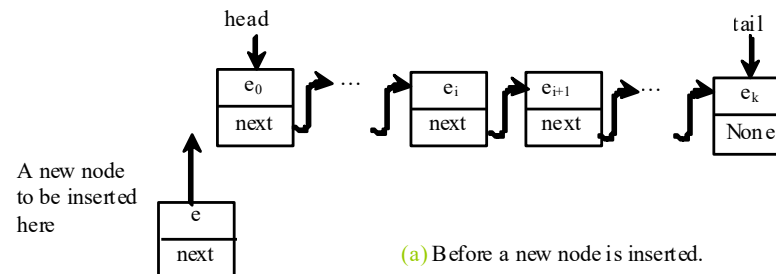 head
tail
e0
…
ei
ei+1
…
ek
next
next
next
None
A new node
to be inserted
here
e
next
(a) Before a new node is inserted.